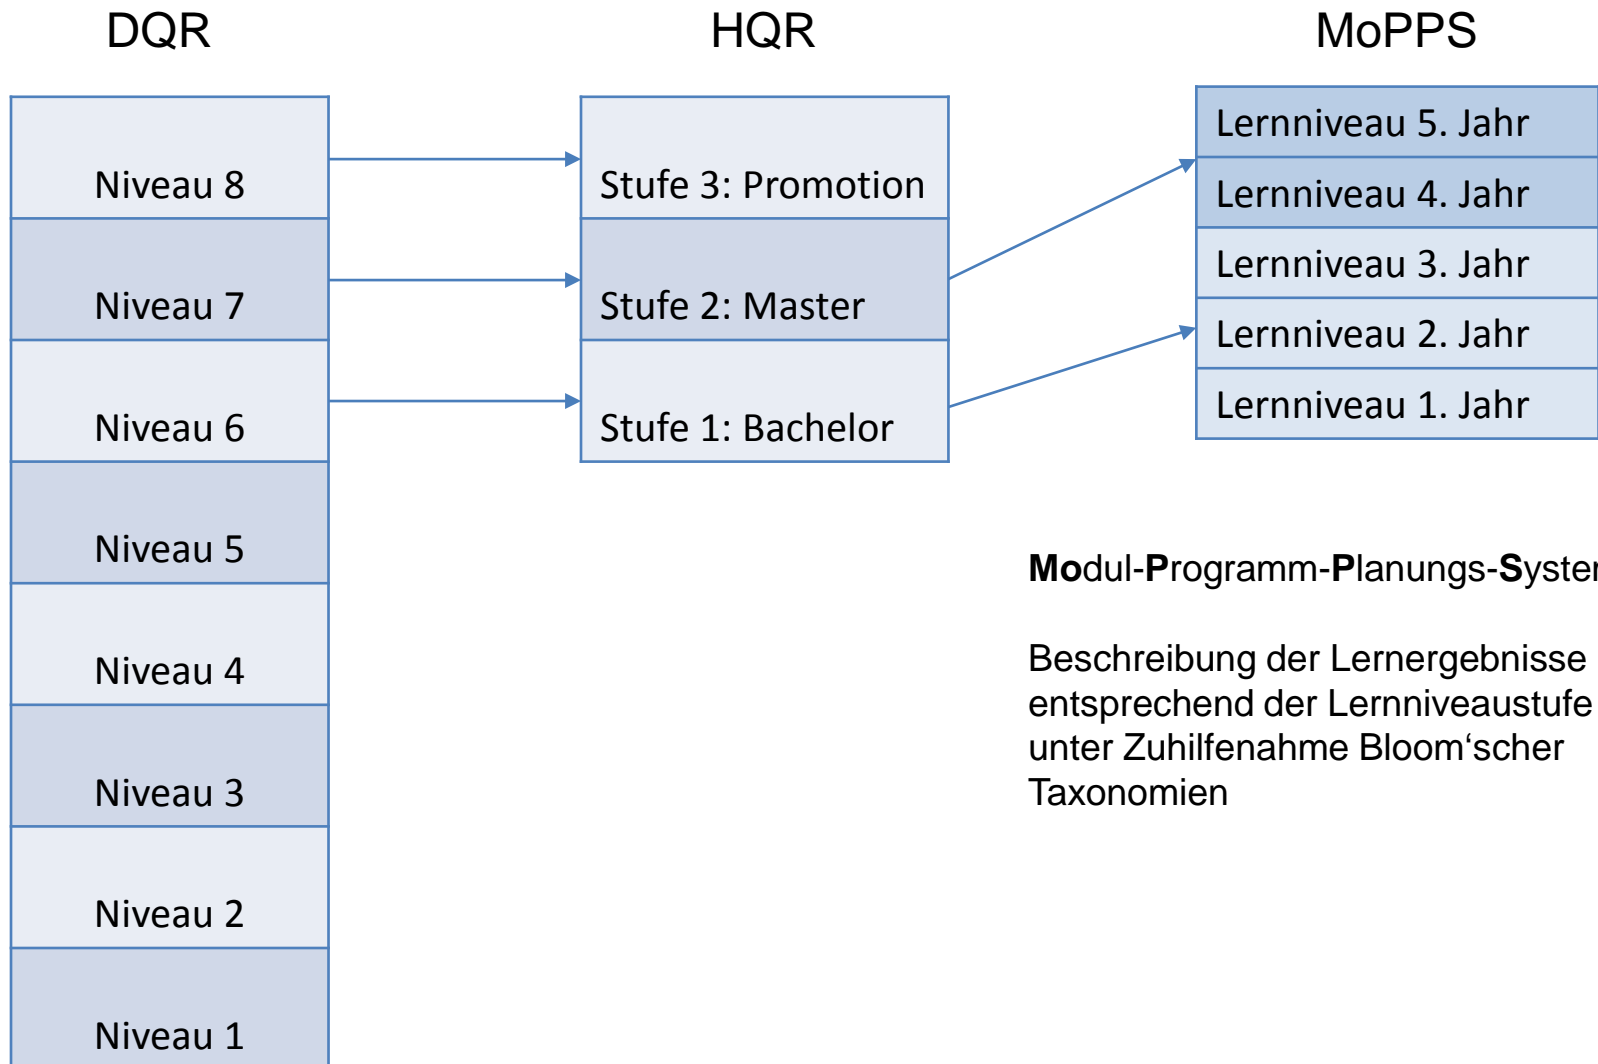 DQR
HQR
MoPPS
Niveau 8
Niveau 7
Niveau 6
Niveau 5
Niveau 4
Niveau 3
Niveau 2
Niveau 1
Stufe 3: Promotion
Stufe 2: Master
Stufe 1: Bachelor
Lernniveau 5. Jahr
Lernniveau 4. Jahr
Lernniveau 3. Jahr
Lernniveau 2. Jahr
Lernniveau 1. Jahr
Modul-Programm-Planungs-System
Beschreibung der Lernergebnisse
entsprechend der Lernniveaustufe
unter Zuhilfenahme Bloom‘scher
Taxonomien